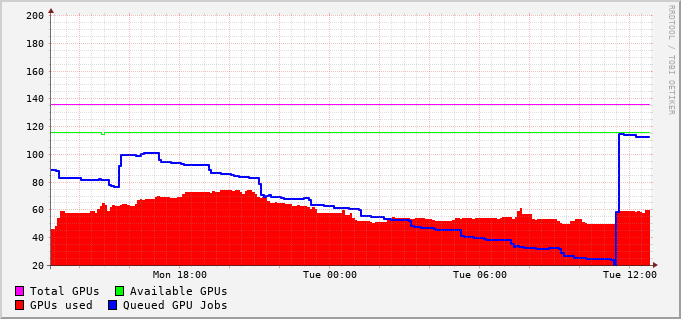 RRDTOOL / TOBI OETIKER
200
180
160
140
120
100
80
60
40
20
Mon 18:00 Tue 00:00 Tue 06:00 Tue 12:00
Total GPUs Available GPUs
GPUs used Queued GPU Jobs